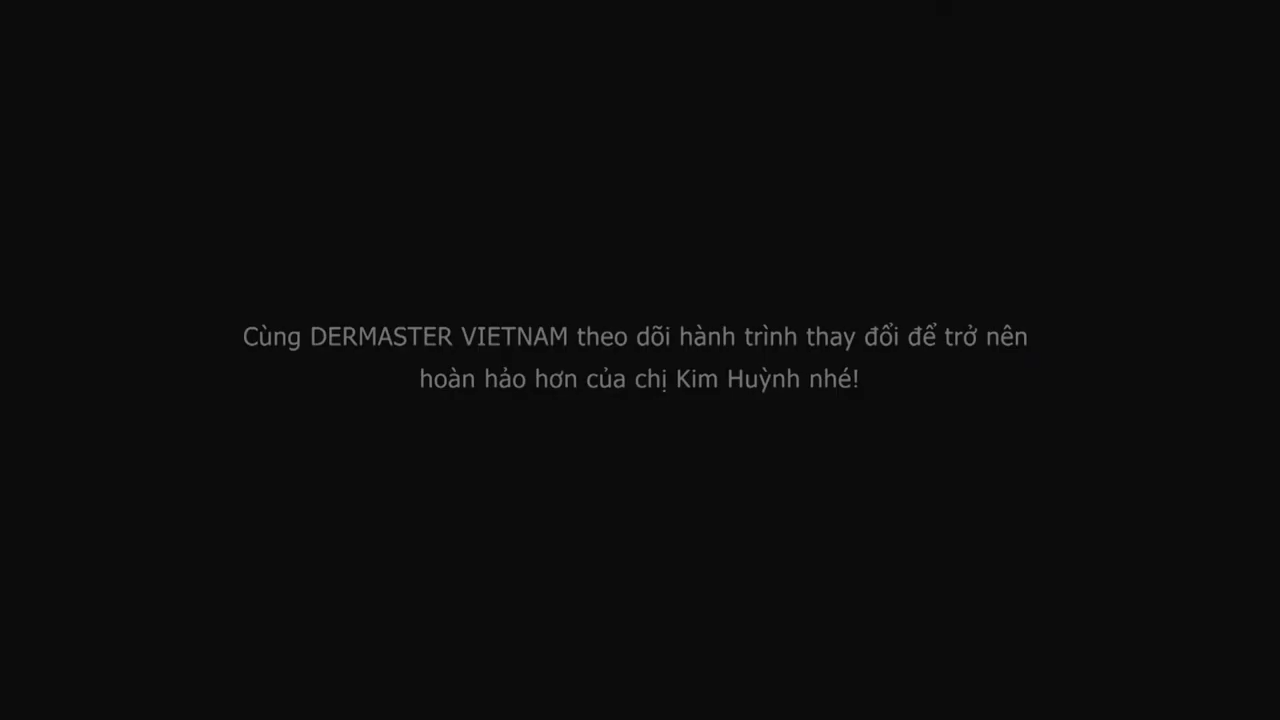 Cùng DERMASTER VIETNAM theo dõi hành trình thay đổi để trở nên
hoàn hảo hơn của chị Kim Huỳnh nhé!